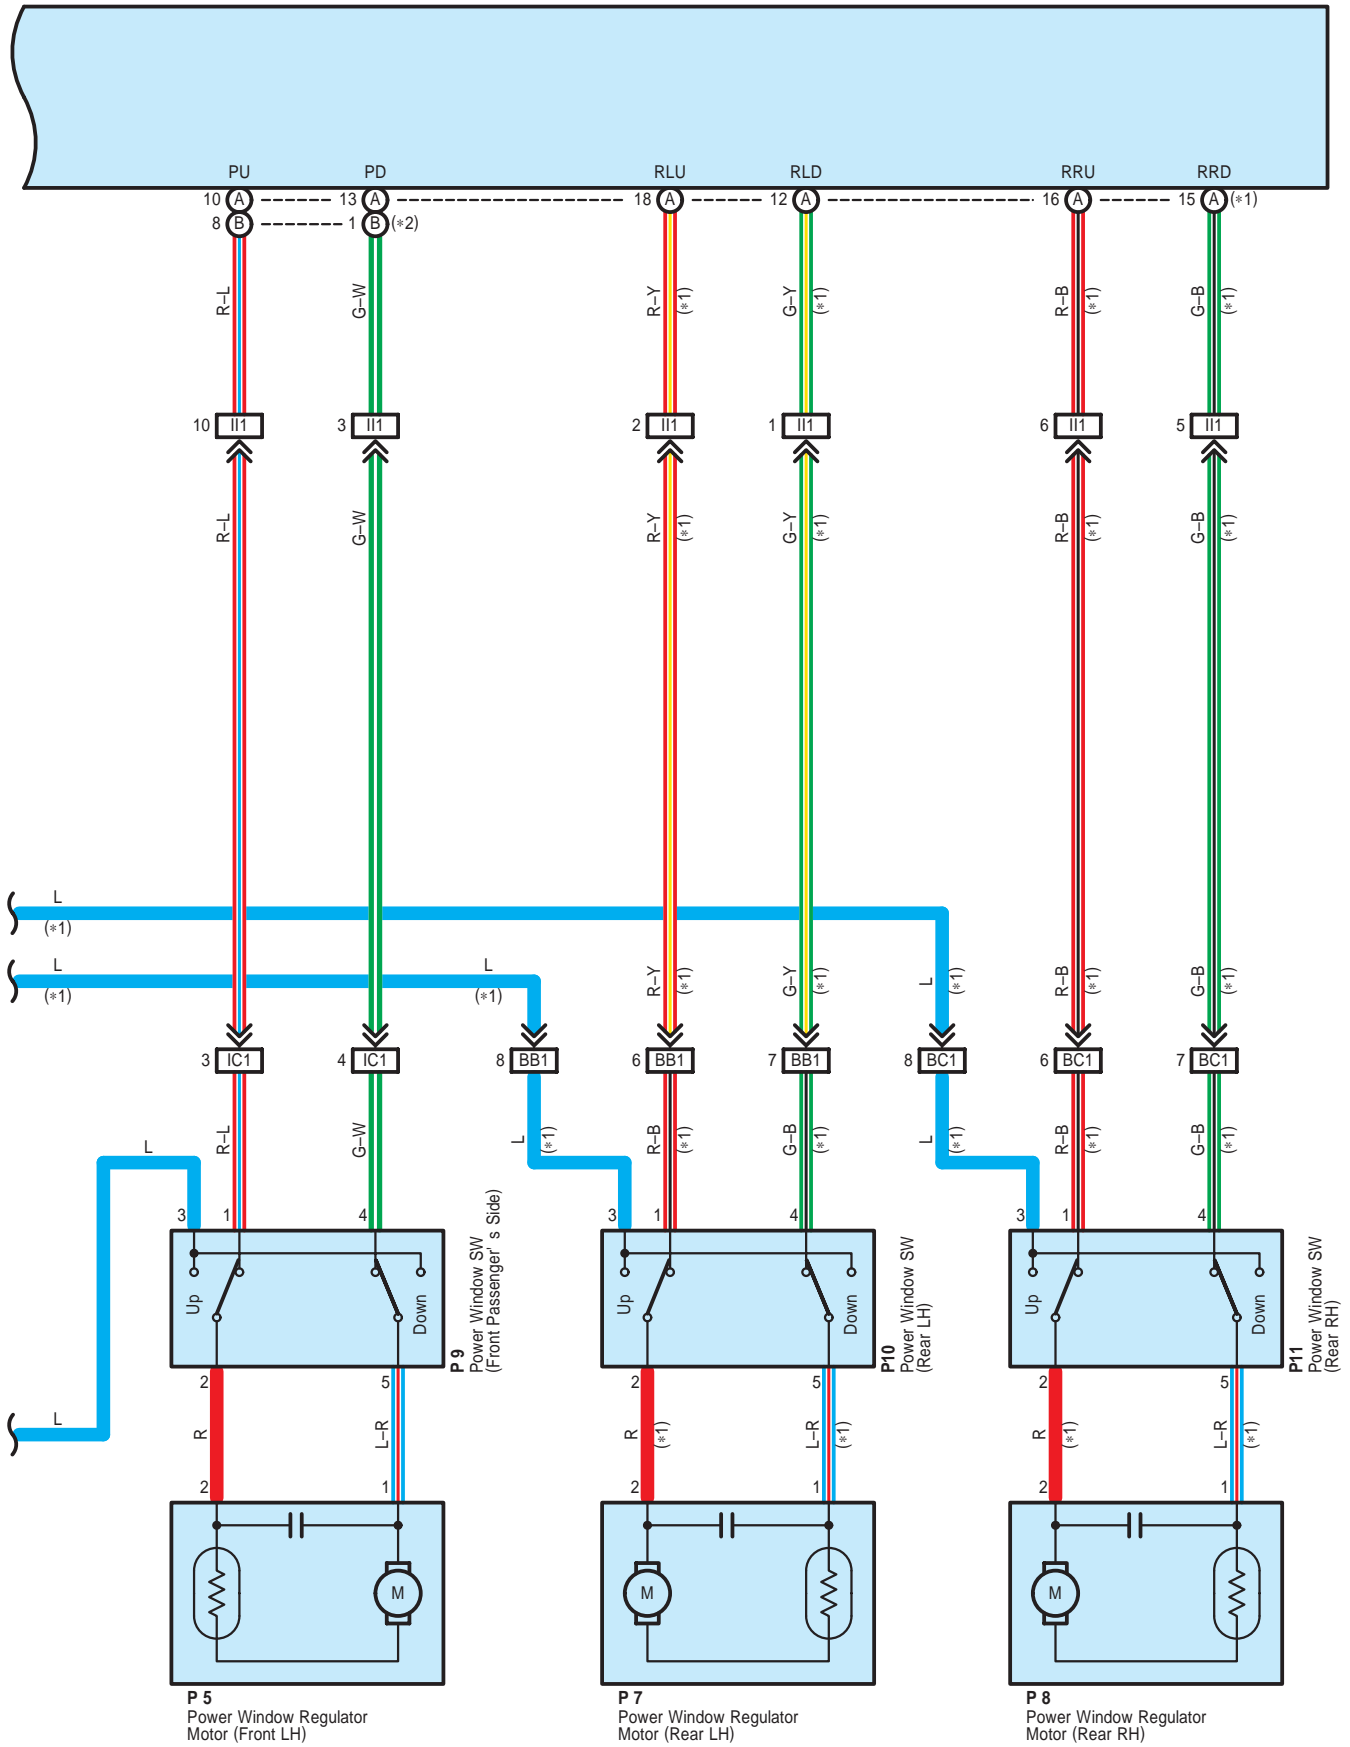 PU PD RLU RLD RRU RRD
10 A 13 A 18 A 12 A 16 A 15 A (∗1)
8 B 1 B (∗2)
R–L G–W R–Y (∗1) G–Y (∗1) R–B (∗1) G–B (∗1)
10 II1 3 II1 2 II1 1 II1 6 II1 5 II1
R–L G–W R–Y (∗1) G–Y (∗1) R–B (∗1) G–B (∗1)
L
(∗1)
L L R–Y (∗1) G–Y (∗1) L (∗1) R–B (∗1) G–B (∗1)
(∗1) (∗1)
3 IC1 4 IC1 8 BB1 6 BB1 7 BB1 8 BC1 6 BC1 7 BC1
L R–L G–W L (∗1) R–B (∗1) G–B (∗1) L (∗1) R–B (∗1) G–B (∗1)
3 1 4 3 1 4 3 1 4
Up Down Up Down Up Down
P 9
Power Window SW
(Front Passenger' s Side)
P10
Power Window SW
(Rear LH)
P11
Power Window SW
(Rear RH)
2 5 2 5 2 5
L R L–R R (∗1) L–R (∗1) R (∗1) L–R (∗1)
2 1 2 1 2 1
M M M
P 5
Power Window Regulator
Motor (Front LH)
P 7
Power Window Regulator
Motor (Rear LH)
P 8
Power Window Regulator
Motor (Rear RH)